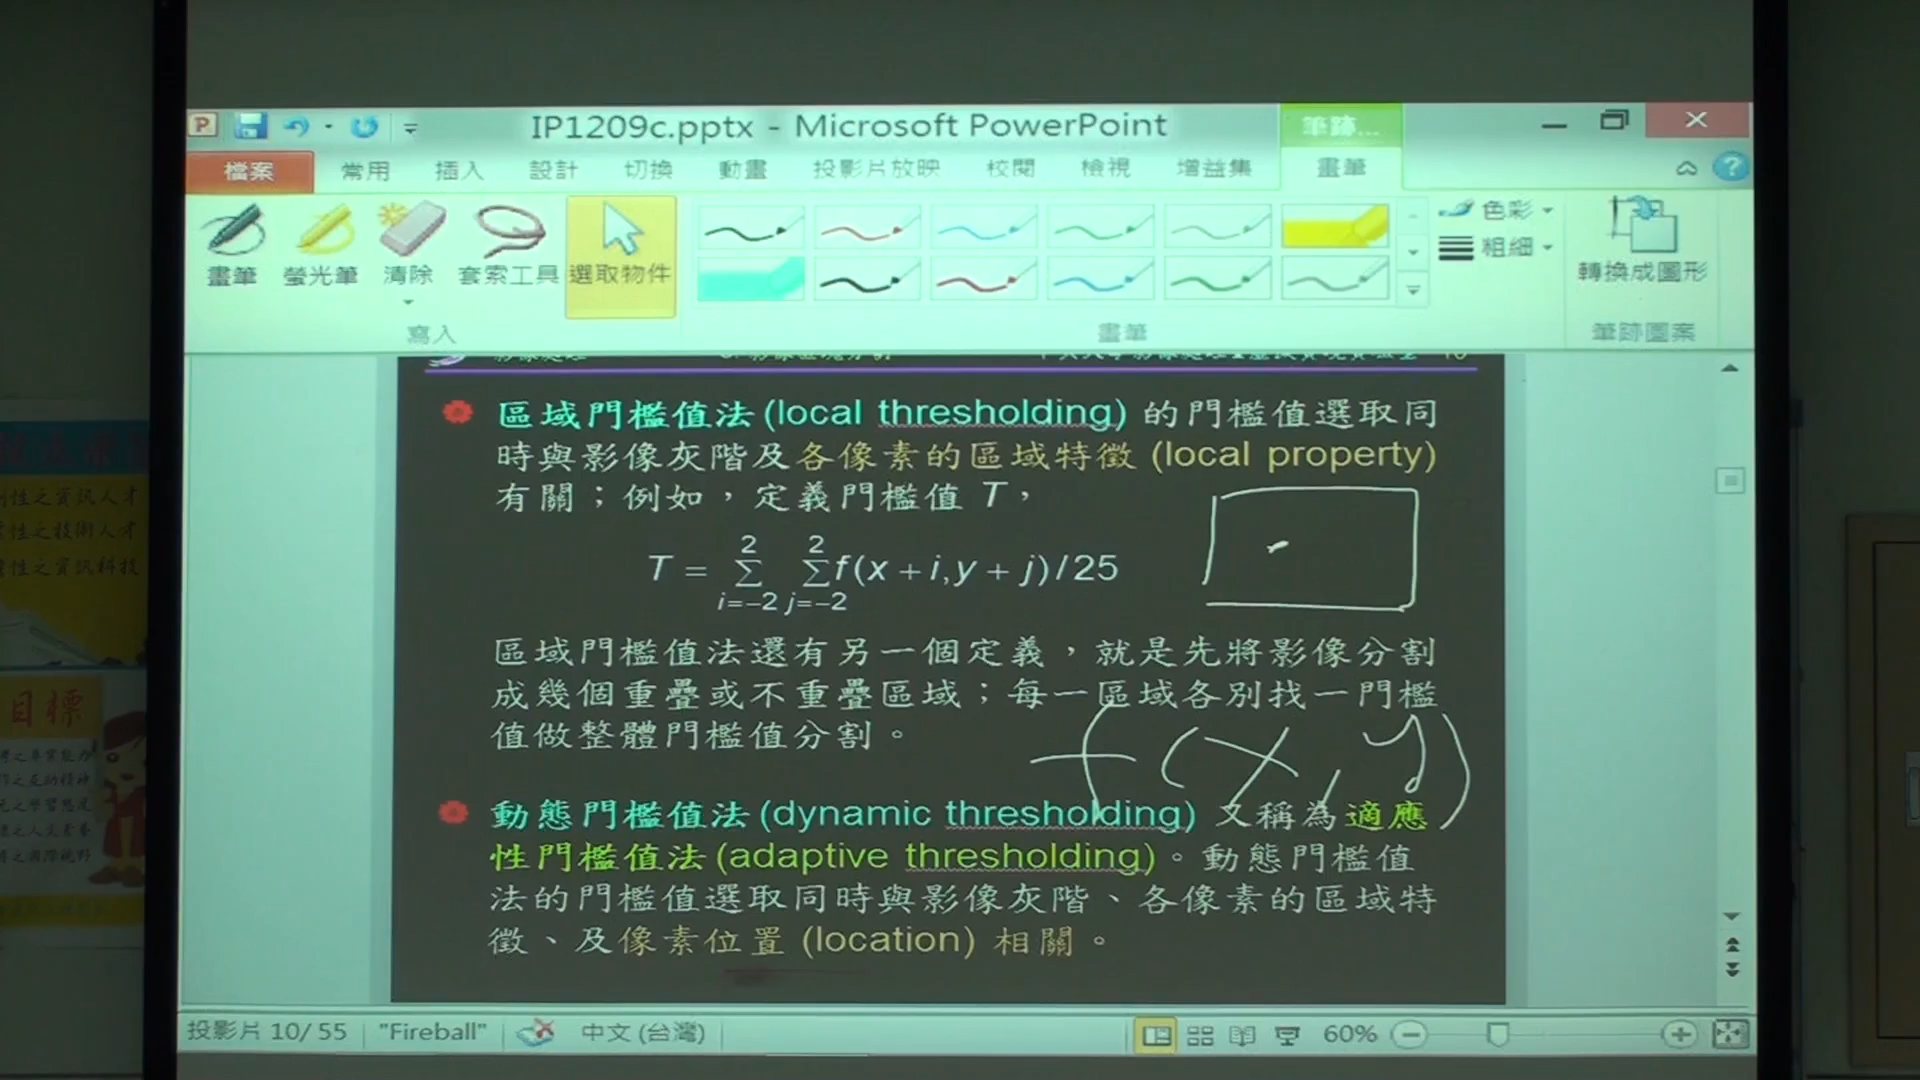 IP1209c.pptx - Microsoft PowerPoint
筆跡...
檔案 常用 插入 設計 切換 動畫 投影片放映 校閱 檢視 增益集 畫筆
畫筆 螢光筆 清除 套索工具 選取物件 色彩 粗細 轉換成圖形
寫入 畫筆 筆跡圖案
區域門檻值法 (local thresholding) 的門檻值選取同
時與影像灰階及各像素的區域特徵 (local property)
有關；例如，定義門檻值 T，
T = 2∑i=−2 2∑j=−2 f(x + i,y + j)/25
區域門檻值法還有另一個定義，就是先將影像分割
成幾個重疊或不重疊區域；每一區域各別找一門檻
值做整體門檻值分割。
f(x,y)
動態門檻值法 (dynamic thresholding) 又稱為適應
性門檻值法 (adaptive thresholding)。動態門檻值
法的門檻值選取同時與影像灰階、各像素的區域特
徵、及像素位置 (location) 相關。
投影片 10/ 55 "Fireball" 中文 (台灣) 60%
目標